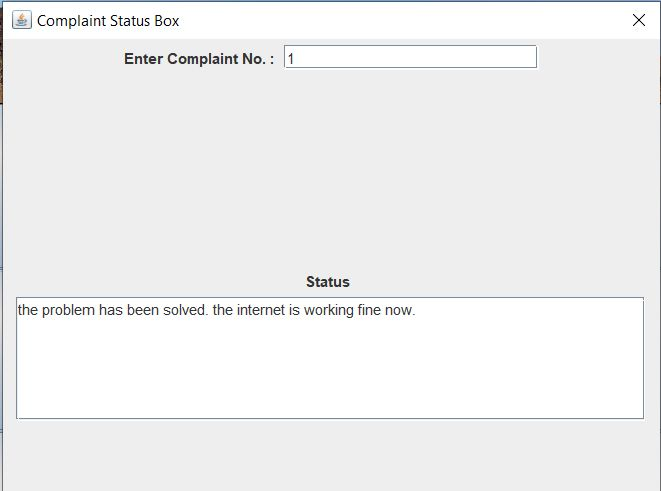 Complaint Status Box
Enter Complaint No. : 1
Status
the problem has been solved. the internet is working fine now.